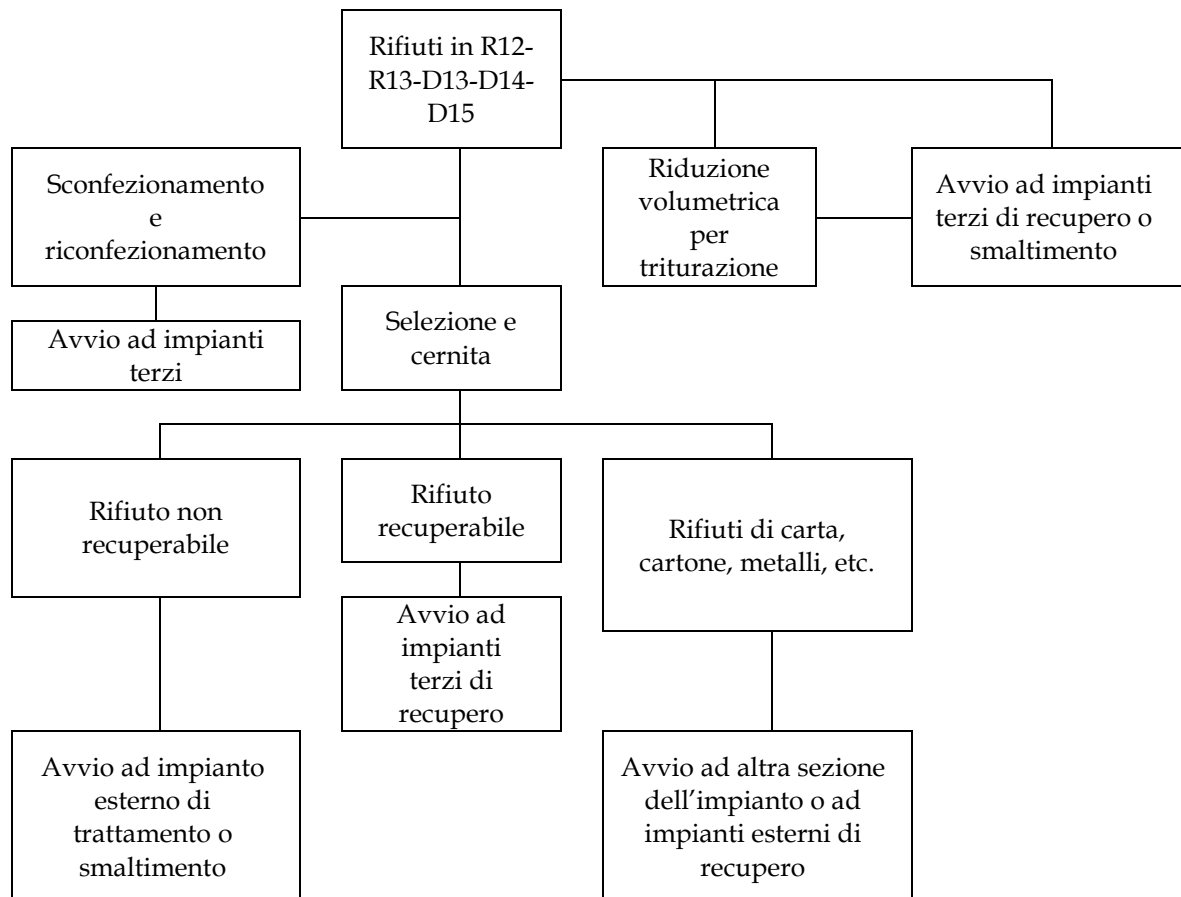 Rifiuti in R12-
R13-D13-D14-
D15
Sconfezionamento
e
riconfezionamento
Riduzione
volumetrica
per
triturazione
Avvio ad impianti
terzi di recupero o
smaltimento
Avvio ad impianti
terzi
Selezione e
cernita
Rifiuto non
recuperabile
Rifiuto
recuperabile
Rifiuti di carta,
cartone, metalli, etc.
Avvio ad
impianti
terzi di
recupero
Avvio ad impianto
esterno di
trattamento o
smaltimento
Avvio ad altra sezione
dell’impianto o ad
impianti esterni di
recupero